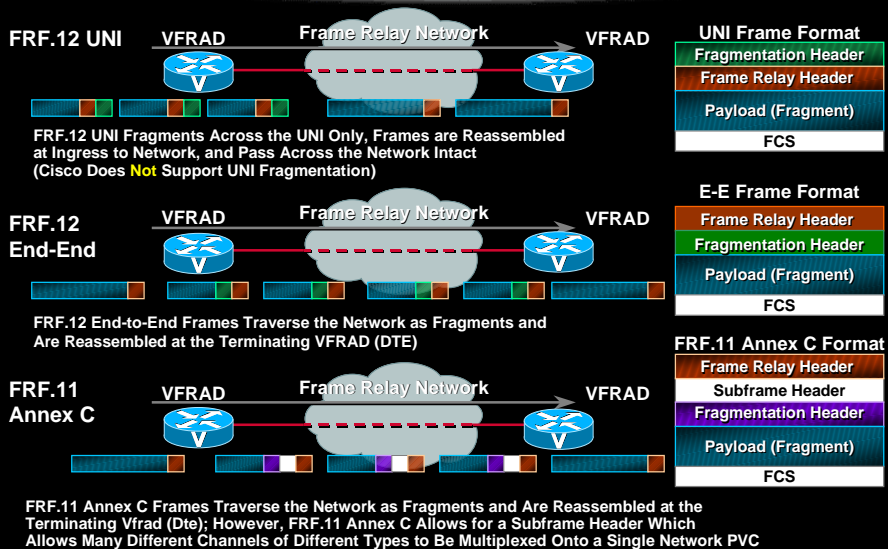 FRF.12 UNI
VFRAD
Frame Relay Network
VFRAD
V
UNI Frame Format
Fragmentation Header
Frame Relay Header
Payload (Fragment)
FCS
FRF.12 UNI Fragments Across the UNI Only, Frames are Reassembled
at Ingress to Network, and Pass Across the Network Intact
(Cisco Does Not Support UNI Fragmentation)
FRF.12
End-End
VFRAD
Frame Relay Network
VFRAD
V
E-E Frame Format
Frame Relay Header
Fragmentation Header
Payload (Fragment)
FCS
FRF.12 End-to-End Frames Traverse the Network as Fragments and
Are Reassembled at the Terminating VFRAD (DTE)
FRF.11
Annex C
VFRAD
Frame Relay Network
VFRAD
V
FRF.11 Annex C Format
Frame Relay Header
Subframe Header
Fragmentation Header
Payload (Fragment)
FCS
FRF.11 Annex C Frames Traverse the Network as Fragments and Are Reassembled at the
Terminating Vfrad (Dte); However, FRF.11 Annex C Allows for a Subframe Header Which
Allows Many Different Channels of Different Types to Be Multiplexed Onto a Single Network PVC